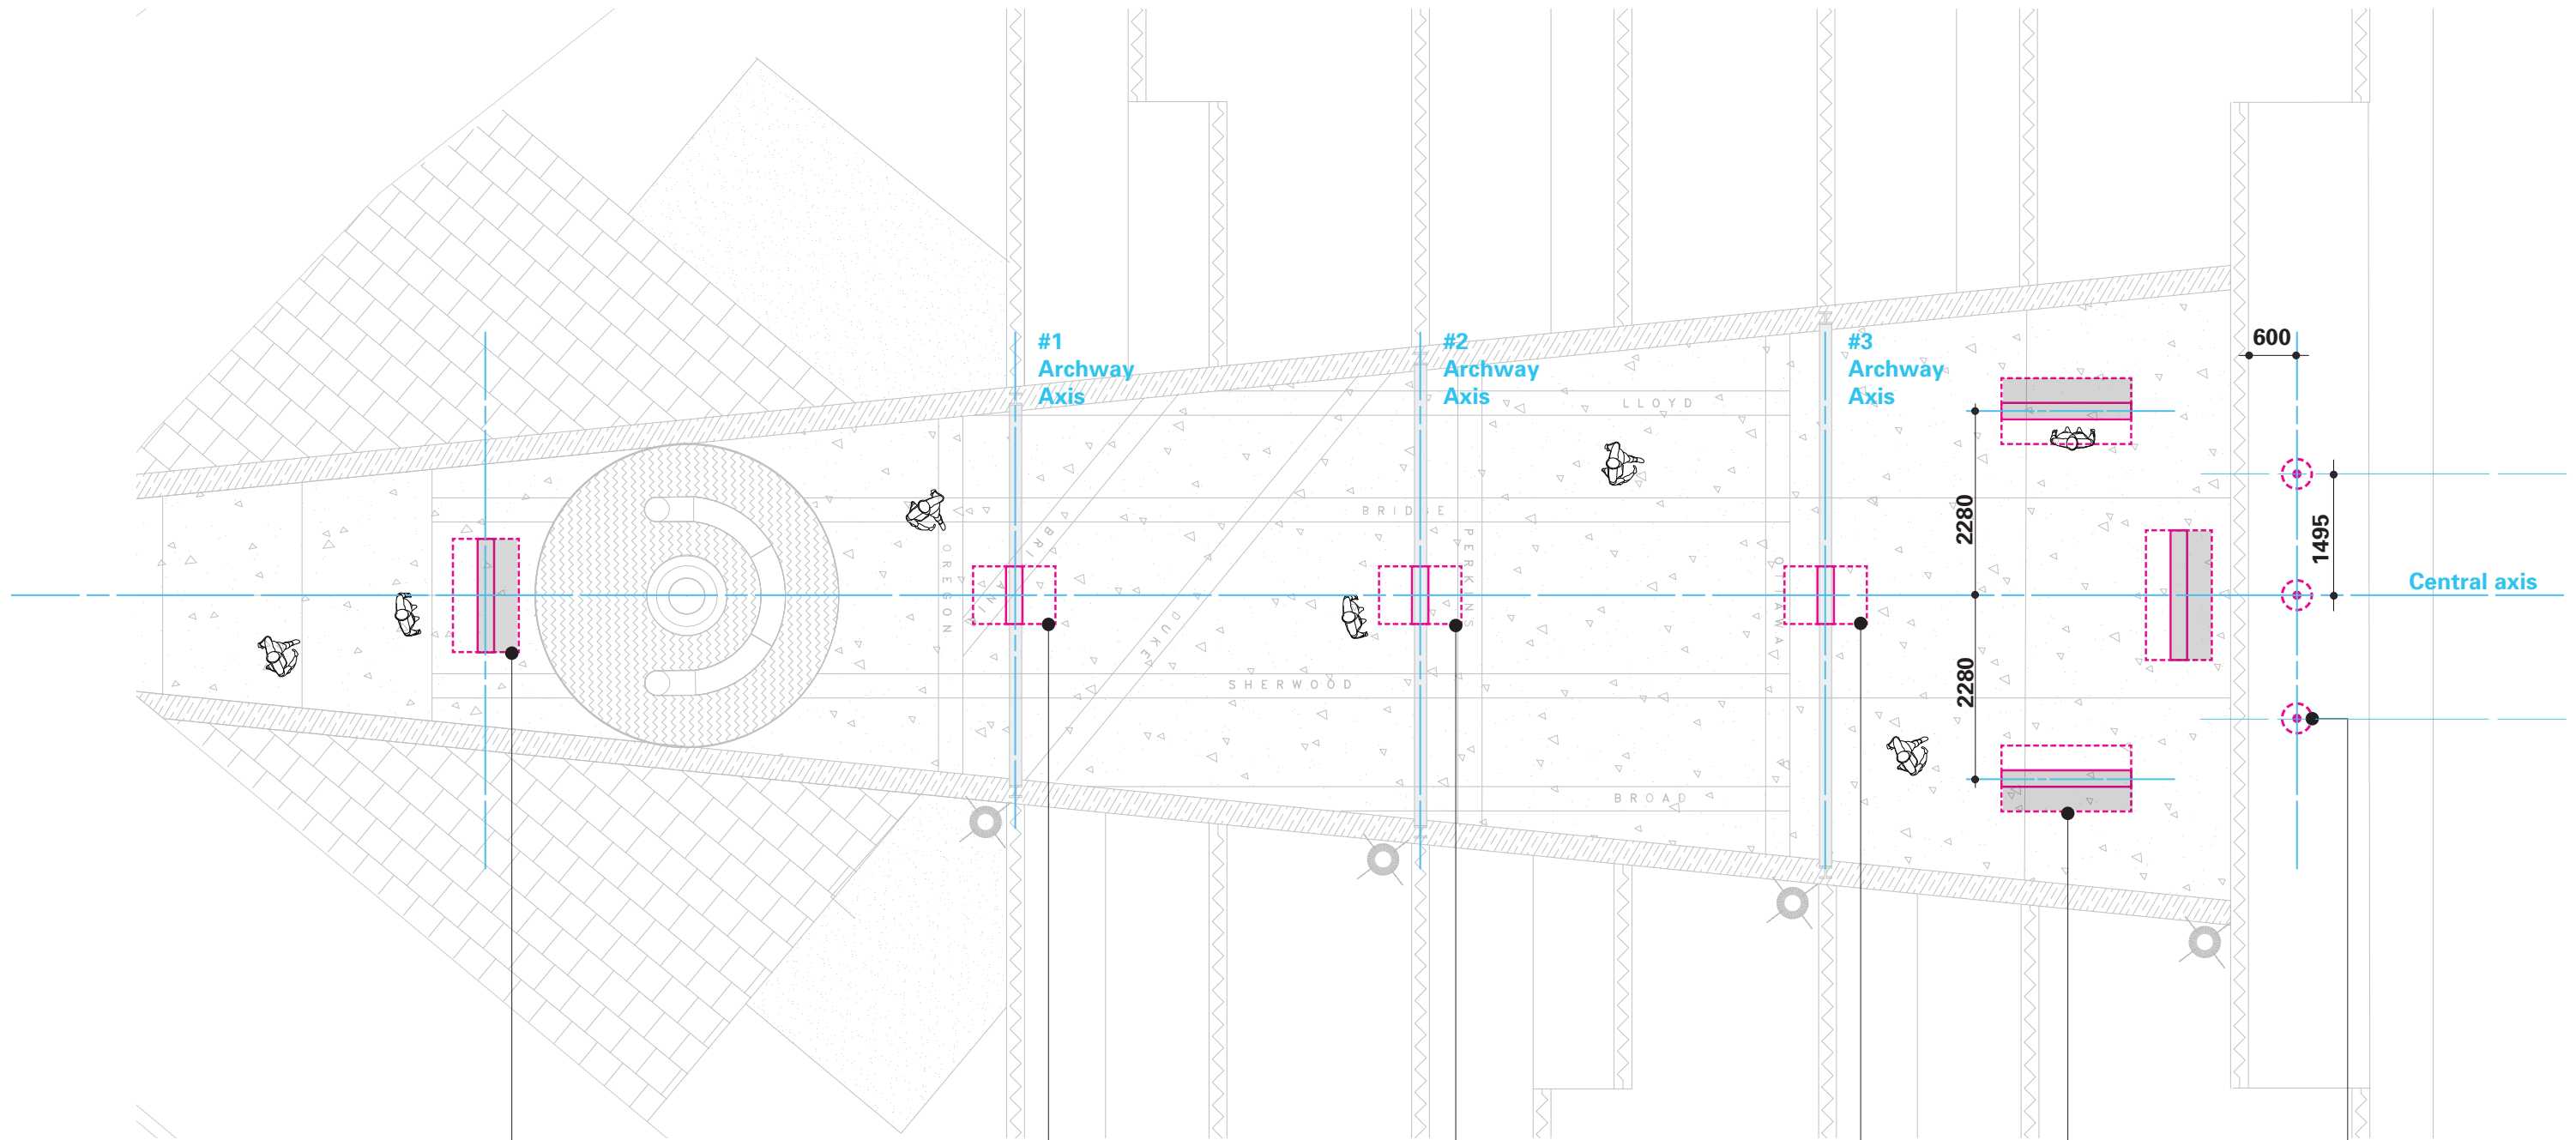 #1
Archway
Axis
#2
Archway
Axis
#3
Archway
Axis
600
LLOYD
BRIDGE
2280
1495
OREGON
PERKINS
OTTAWA
Central axis
DUKE
SHERWOOD
2280
BROAD